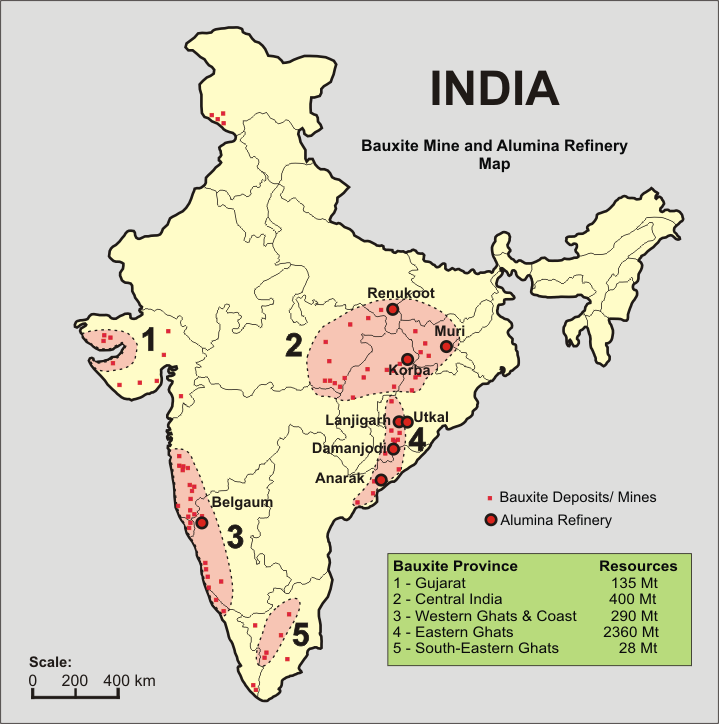 INDIA
Bauxite Mine and Alumina Refinery
Map
Renukoot
1
2
Muri
Korba
Lanjigarh
Utkal
4
Damanjodi
Anarak
Belgaum
3
5
Bauxite Deposits/ Mines
Alumina Refinery
Bauxite Province Resources
1 - Gujarat 135 Mt
2 - Central India 400 Mt
3 - Western Ghats & Coast 290 Mt
4 - Eastern Ghats 2360 Mt
5 - South-Eastern Ghats 28 Mt
Scale:
0 200 400 km